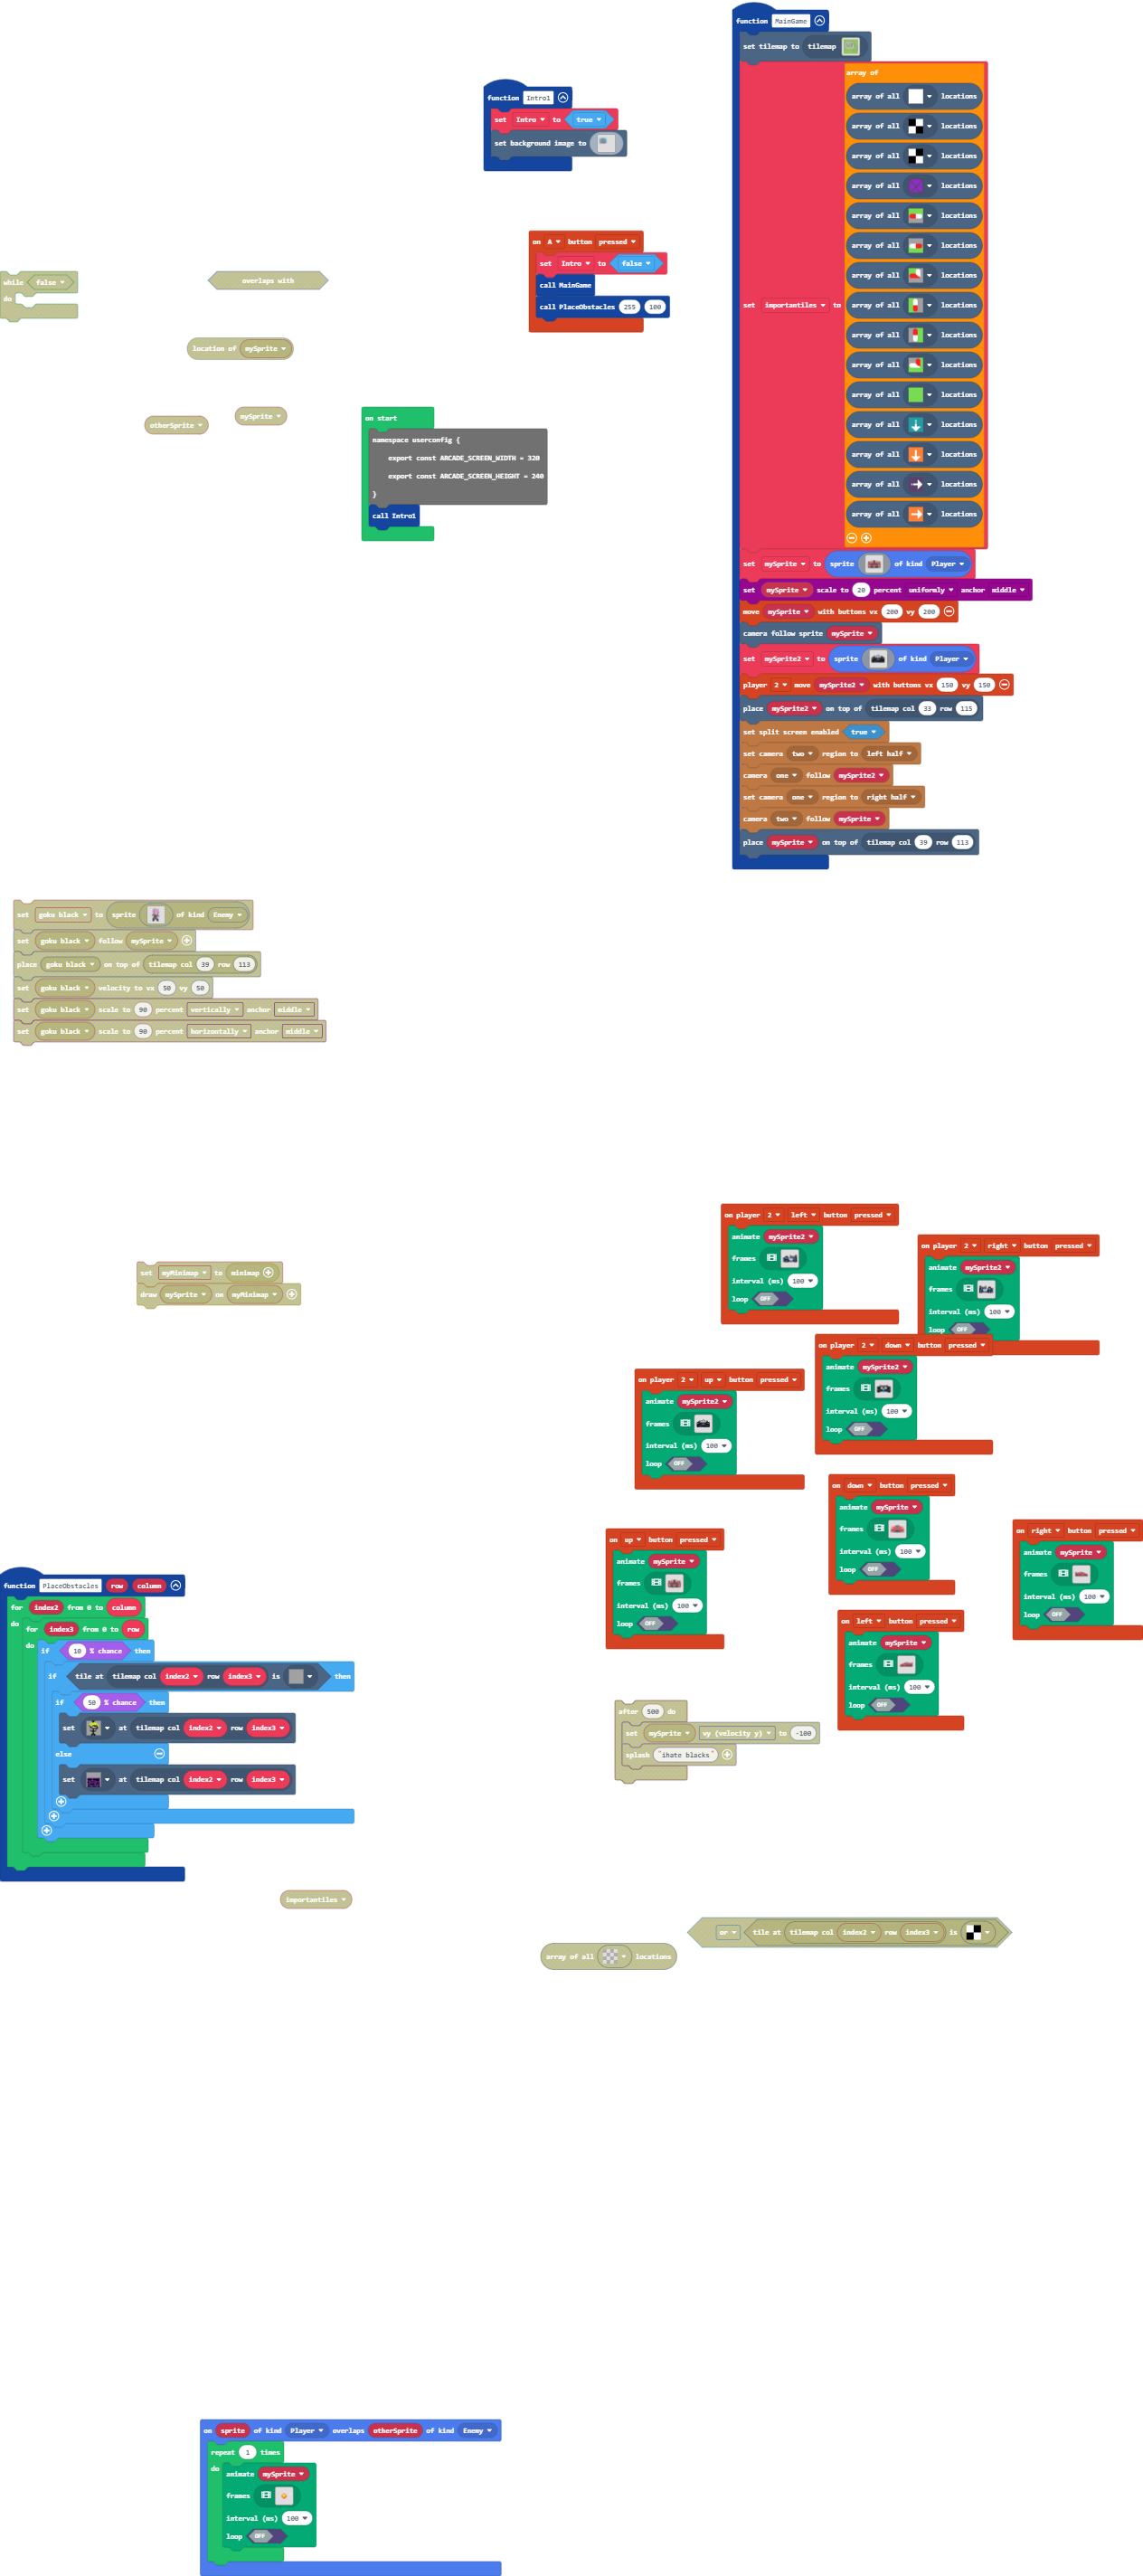 function MainGame
set tilemap to tilemap
array of
array of all locations
array of all locations
array of all locations
array of all locations
array of all locations
array of all locations
array of all locations
set importantiles to array of all locations
array of all locations
array of all locations
array of all locations
array of all locations
array of all locations
array of all locations
array of all locations
set mySprite to sprite of kind Player
set mySprite scale to 20 percent uniformly anchor middle
move mySprite with buttons vx 200 vy 200
camera follow sprite mySprite
set mySprite2 to sprite of kind Player
player 2 move mySprite2 with buttons vx 150 vy 150
place mySprite2 on top of tilemap col 33 row 115
set split screen enabled true
set camera two region to left half
camera one follow mySprite2
set camera one region to right half
camera two follow mySprite
place mySprite on top of tilemap col 39 row 113
function Intro1
set Intro to true
set background image to
on A button pressed
set Intro to false
call MainGame
call PlaceObstacles 255 100
while false
do
overlaps with
location of mySprite
otherSprite
mySprite
on start
namespace userconfig {
export const ARCADE_SCREEN_WIDTH = 320
export const ARCADE_SCREEN_HEIGHT = 240
}
call Intro1
set goku black to sprite of kind Enemy
set goku black follow mySprite
place goku black on top of tilemap col 39 row 113
set goku black velocity to vx 50 vy 50
set goku black scale to 90 percent vertically anchor middle
set goku black scale to 90 percent horizontally anchor middle
set myMinimap to minimap
draw mySprite on myMinimap
on player 2 left button pressed
animate mySprite2
frames
interval (ms) 100
loop OFF
on player 2 right button pressed
animate mySprite2
frames
interval (ms) 100
loop OFF
on player 2 down button pressed
animate mySprite2
frames
interval (ms) 100
loop OFF
on player 2 up button pressed
animate mySprite2
frames
interval (ms) 100
loop OFF
on down button pressed
animate mySprite
frames
interval (ms) 100
loop OFF
on right button pressed
animate mySprite
frames
interval (ms) 100
loop OFF
on up button pressed
animate mySprite
frames
interval (ms) 100
loop OFF
on left button pressed
animate mySprite
frames
interval (ms) 100
loop OFF
after 500 do
set mySprite vy (velocity y) to -100
splash "ihate blacks"
function PlaceObstacles row column
for index2 from 0 to column
do for index3 from 0 to row
do if 10 % chance then
if tile at tilemap col index2 row index3 is then
if 50 % chance then
set at tilemap col index2 row index3
else
set at tilemap col index2 row index3
importantiles
or tile at tilemap col index2 row index3 is
array of all locations
on sprite of kind Player overlaps otherSprite of kind Enemy
repeat 1 times
do animate mySprite
frames
interval (ms) 100
loop OFF